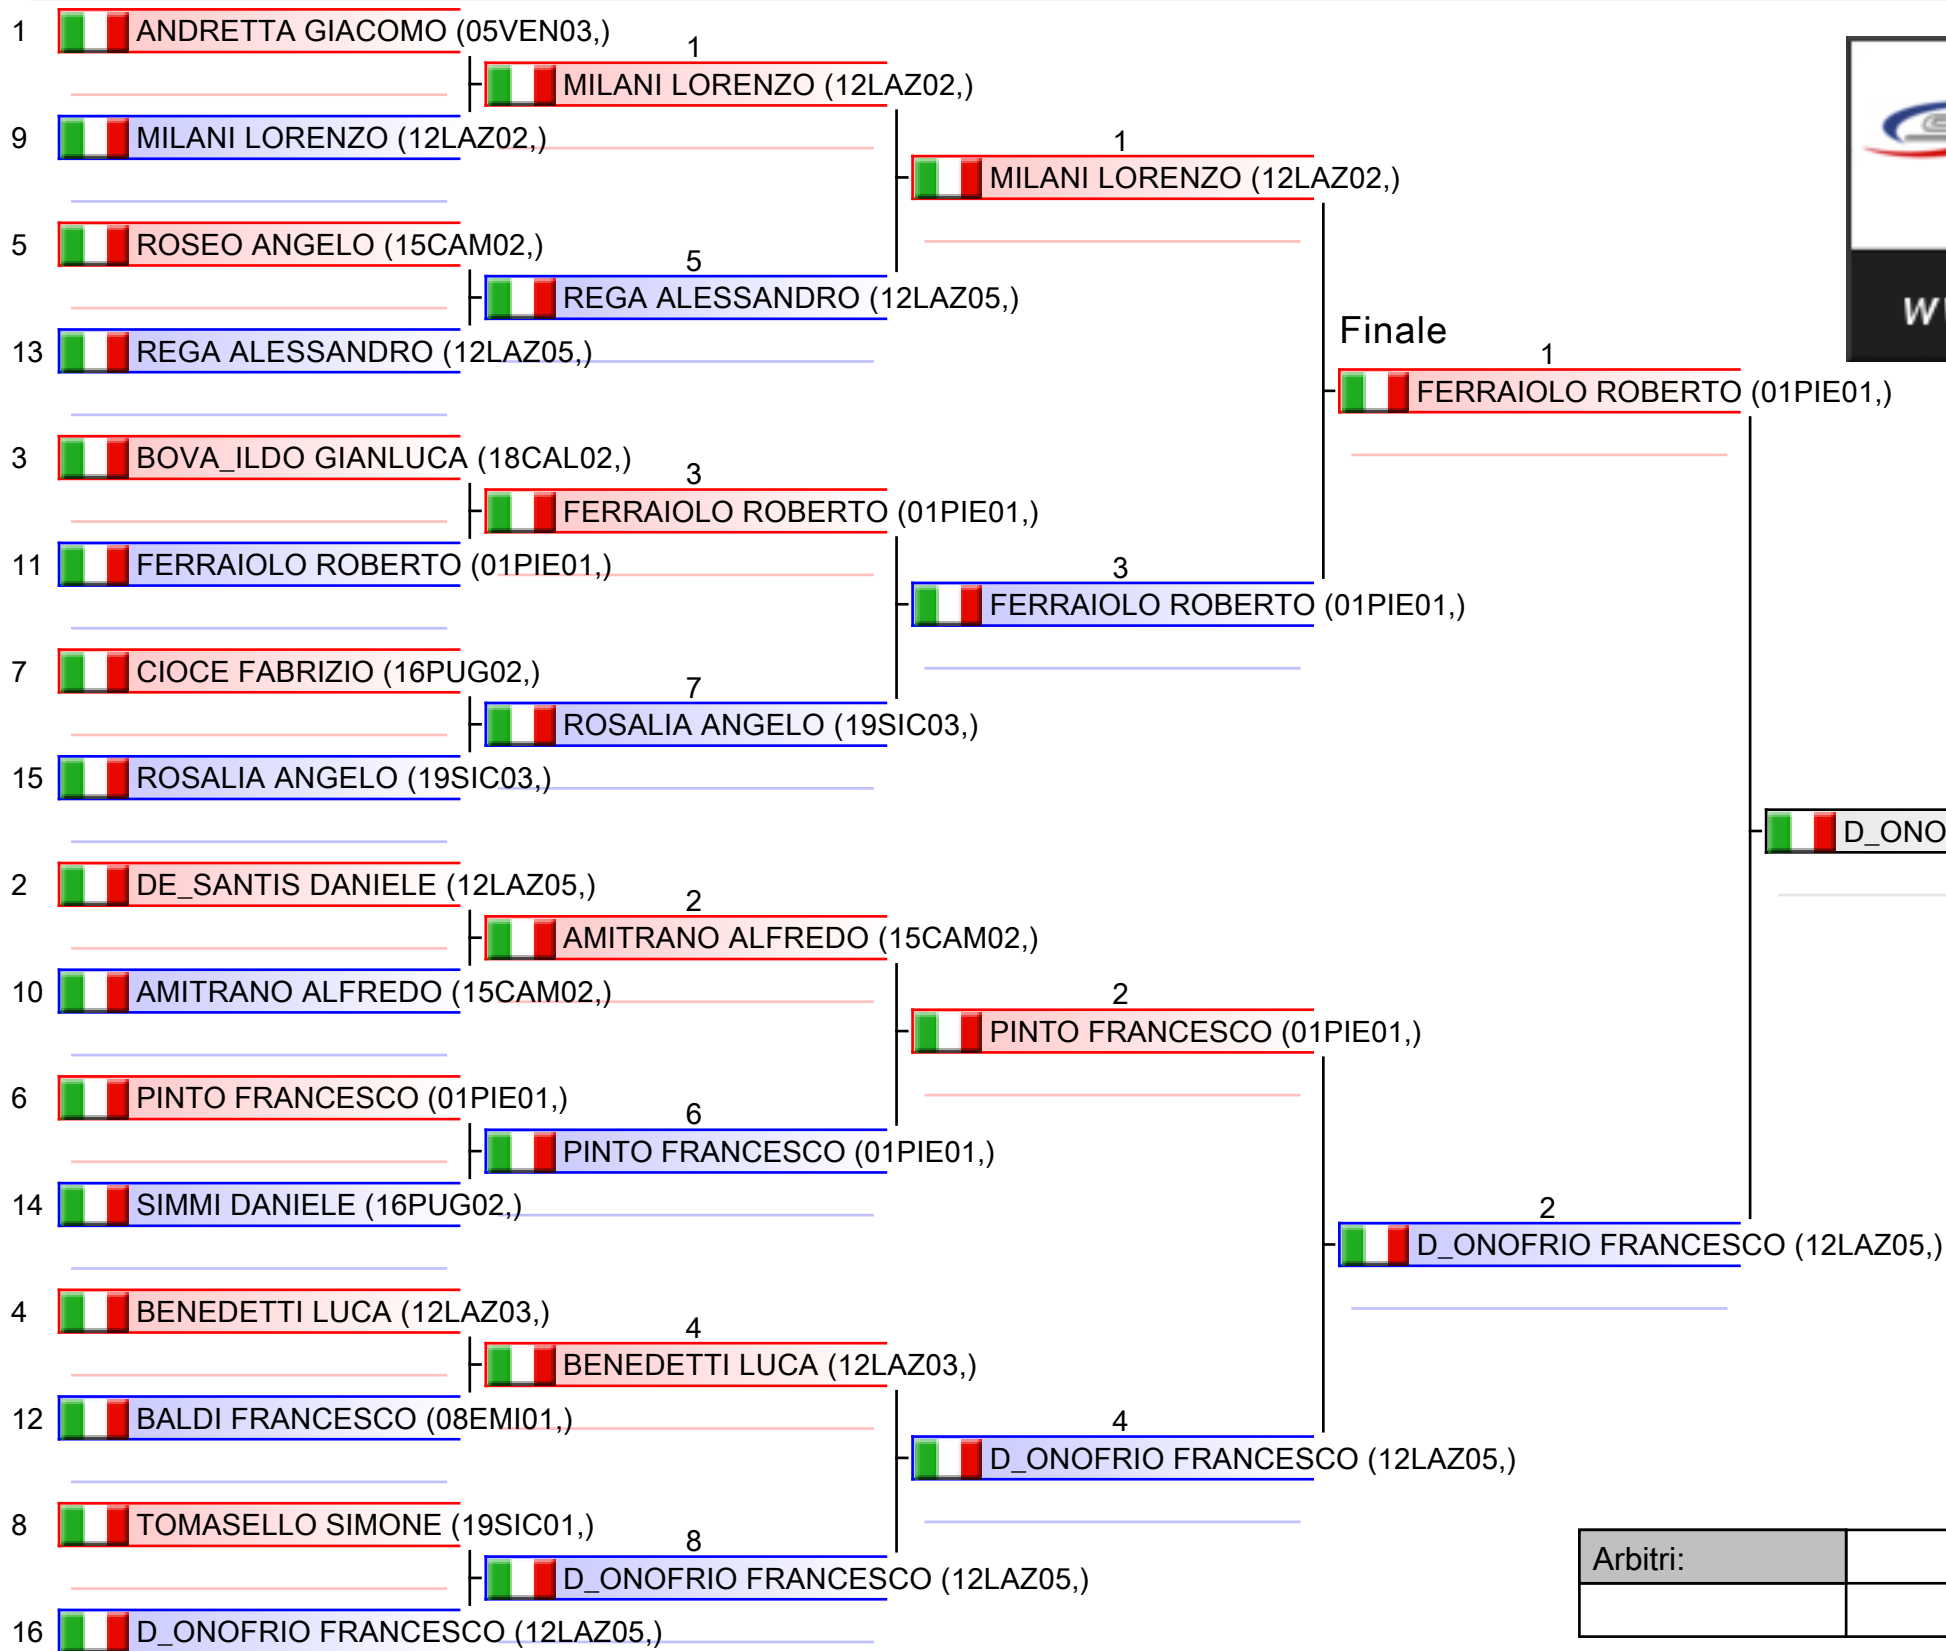 1 ANDRETTA GIACOMO (05VEN03,)
1
MILANI LORENZO (12LAZ02,)
9 MILANI LORENZO (12LAZ02,)
1
MILANI LORENZO (12LAZ02,)
5 ROSEO ANGELO (15CAM02,)
5
REGA ALESSANDRO (12LAZ05,)
13 REGA ALESSANDRO (12LAZ05,)
Finale
1
FERRAIOLO ROBERTO (01PIE01,)
3 BOVA_ILDO GIANLUCA (18CAL02,)
3
FERRAIOLO ROBERTO (01PIE01,)
11 FERRAIOLO ROBERTO (01PIE01,)
3
FERRAIOLO ROBERTO (01PIE01,)
7 CIOCE FABRIZIO (16PUG02,)
7
ROSALIA ANGELO (19SIC03,)
15 ROSALIA ANGELO (19SIC03,)
D_ONO
2 DE_SANTIS DANIELE (12LAZ05,)
2
AMITRANO ALFREDO (15CAM02,)
10 AMITRANO ALFREDO (15CAM02,)
2
PINTO FRANCESCO (01PIE01,)
6 PINTO FRANCESCO (01PIE01,)
6
PINTO FRANCESCO (01PIE01,)
14 SIMMI DANIELE (16PUG02,)
2
D_ONOFRIO FRANCESCO (12LAZ05,)
4 BENEDETTI LUCA (12LAZ03,)
4
BENEDETTI LUCA (12LAZ03,)
12 BALDI FRANCESCO (08EMI01,)
4
D_ONOFRIO FRANCESCO (12LAZ05,)
8 TOMASELLO SIMONE (19SIC01,)
8
D_ONOFRIO FRANCESCO (12LAZ05,)
Arbitri:
16 D_ONOFRIO FRANCESCO (12LAZ05,)